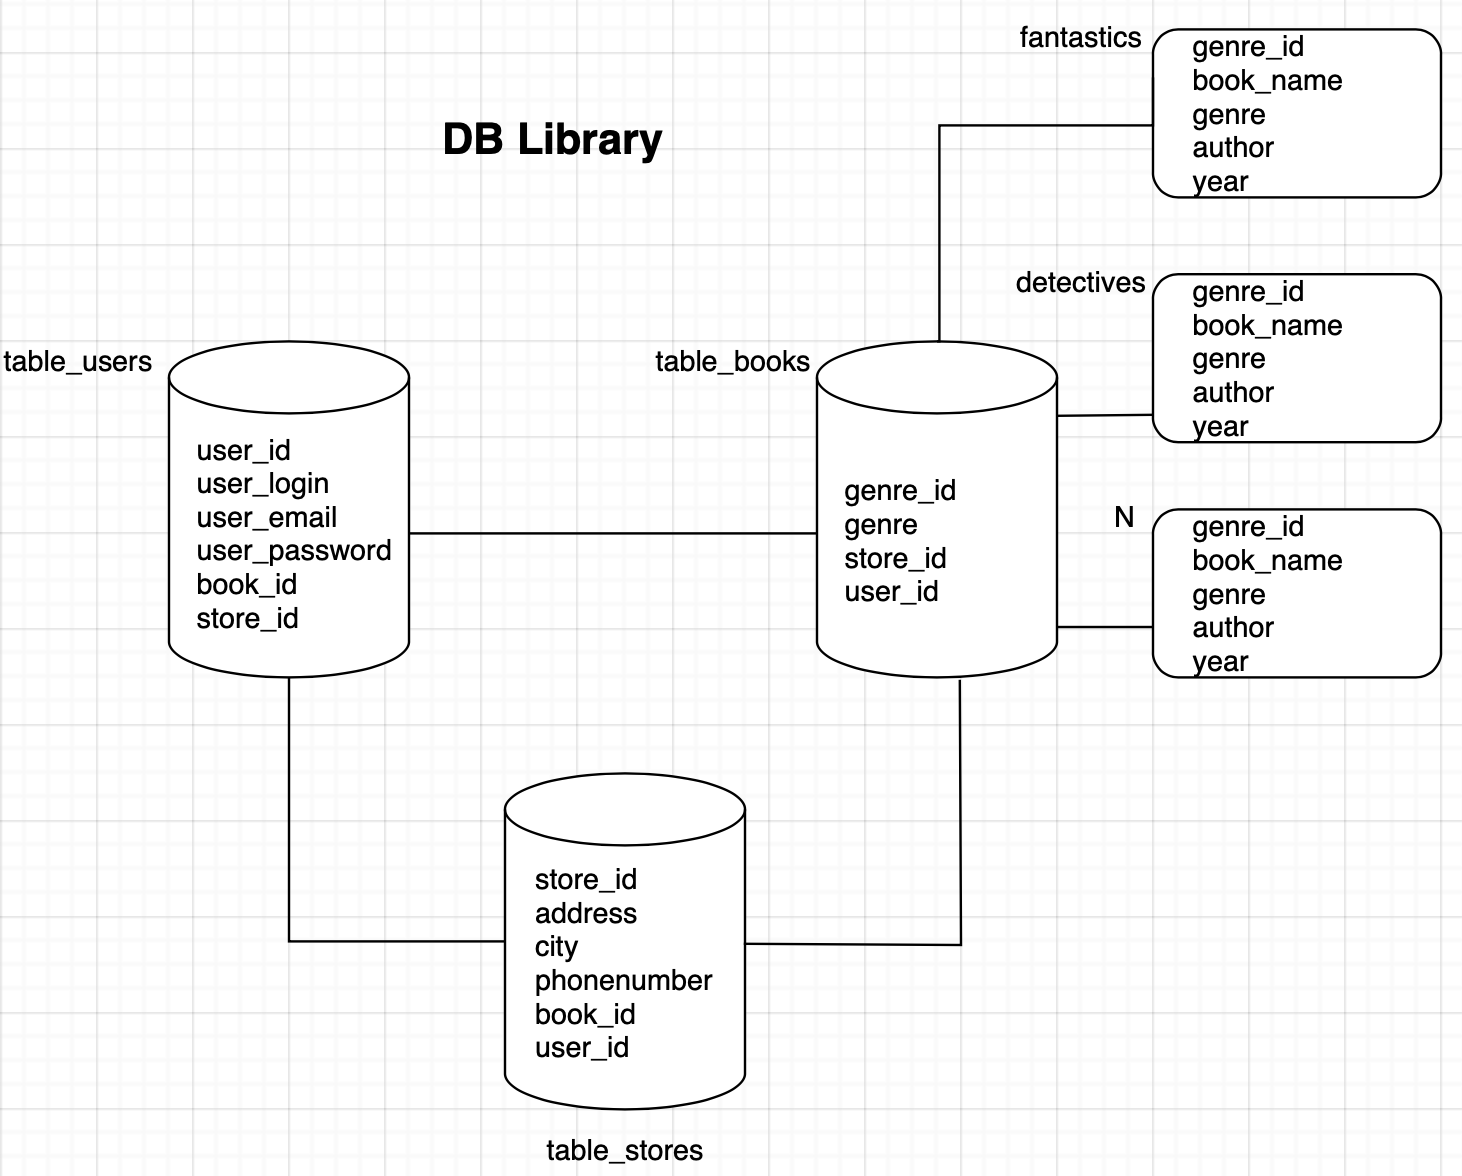 DB Library
fantastics
genre_id
book_name
genre
author
year
detectives
genre_id
book_name
genre
author
year
N
genre_id
book_name
genre
author
year
table_users
user_id
user_login
user_email
user_password
book_id
store_id
table_books
genre_id
genre
store_id
user_id
store_id
address
city
phonenumber
book_id
user_id
table_stores